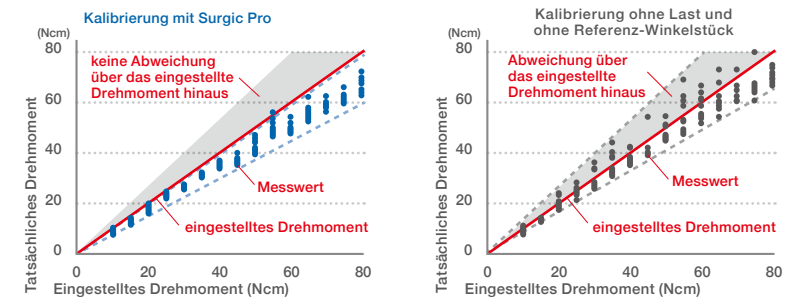 Kalibrierung mit Surgic Pro
(Ncm)
80
60
40
20
0
Tatsächliches Drehmoment
keine Abweichung
über das eingestellte
Drehmoment hinaus
Messwert
eingestelltes Drehmoment
0
20
40
60
80
Eingestelltes Drehmoment (Ncm)
Kalibrierung ohne Last und
ohne Referenz-Winkelstück
(Ncm)
80
60
40
20
0
Tatsächliches Drehmoment
Abweichung über
das eingestellte
Drehmoment hinaus
Messwert
eingestelltes Drehmoment
0
20
40
60
80
Eingestelltes Drehmoment (Ncm)